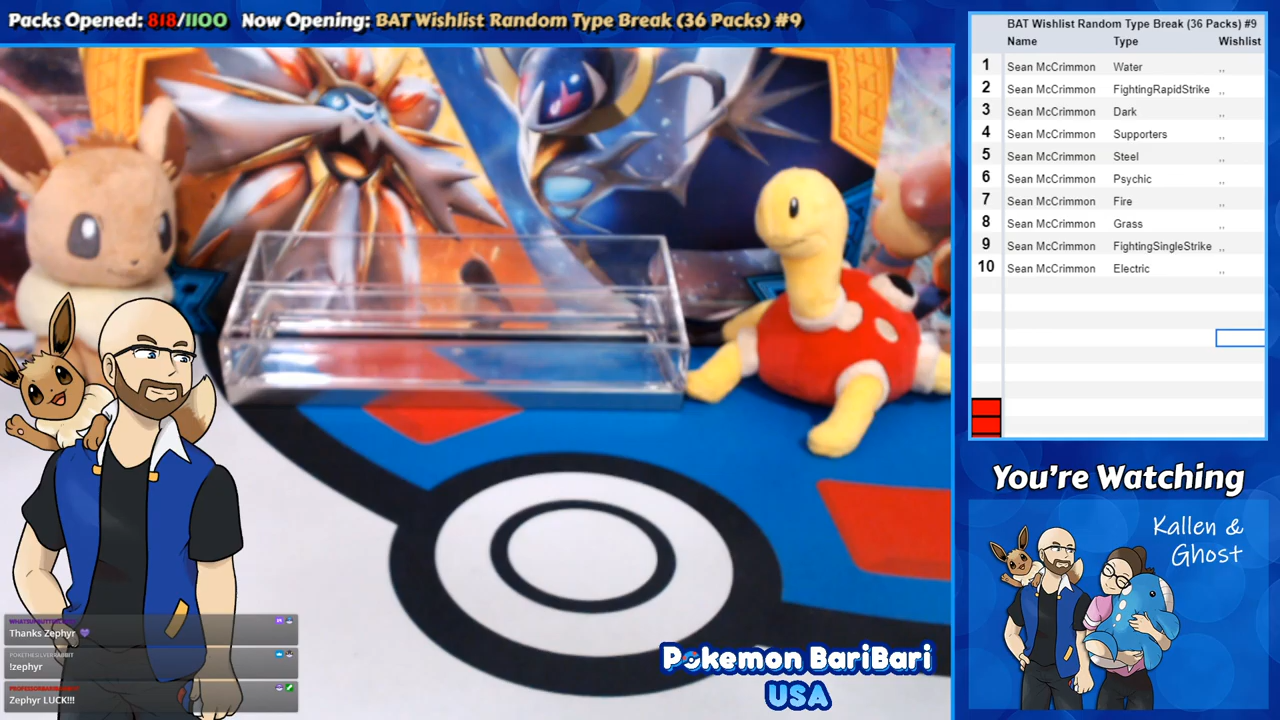 Packs Opened: 818/1100 Now Opening: BAT Wishlist Random Type Break (36 Packs) #9
BAT Wishlist Random Type Break (36 Packs) #9
Name Type Wishlist
1 Sean McCrimmon Water ,,
2 Sean McCrimmon FightingRapidStrike ,,
3 Sean McCrimmon Dark ,,
4 Sean McCrimmon Supporters ,,
5 Sean McCrimmon Steel ,,
6 Sean McCrimmon Psychic ,,
7 Sean McCrimmon Fire ,,
8 Sean McCrimmon Grass ,,
9 Sean McCrimmon FightingSingleStrike ,,
10 Sean McCrimmon Electric ,,
You're Watching
Kallen &
Ghost
Thanks Zephyr 💜
!zephyr
Zephyr LUCK!!!
Pokemon BariBari
USA